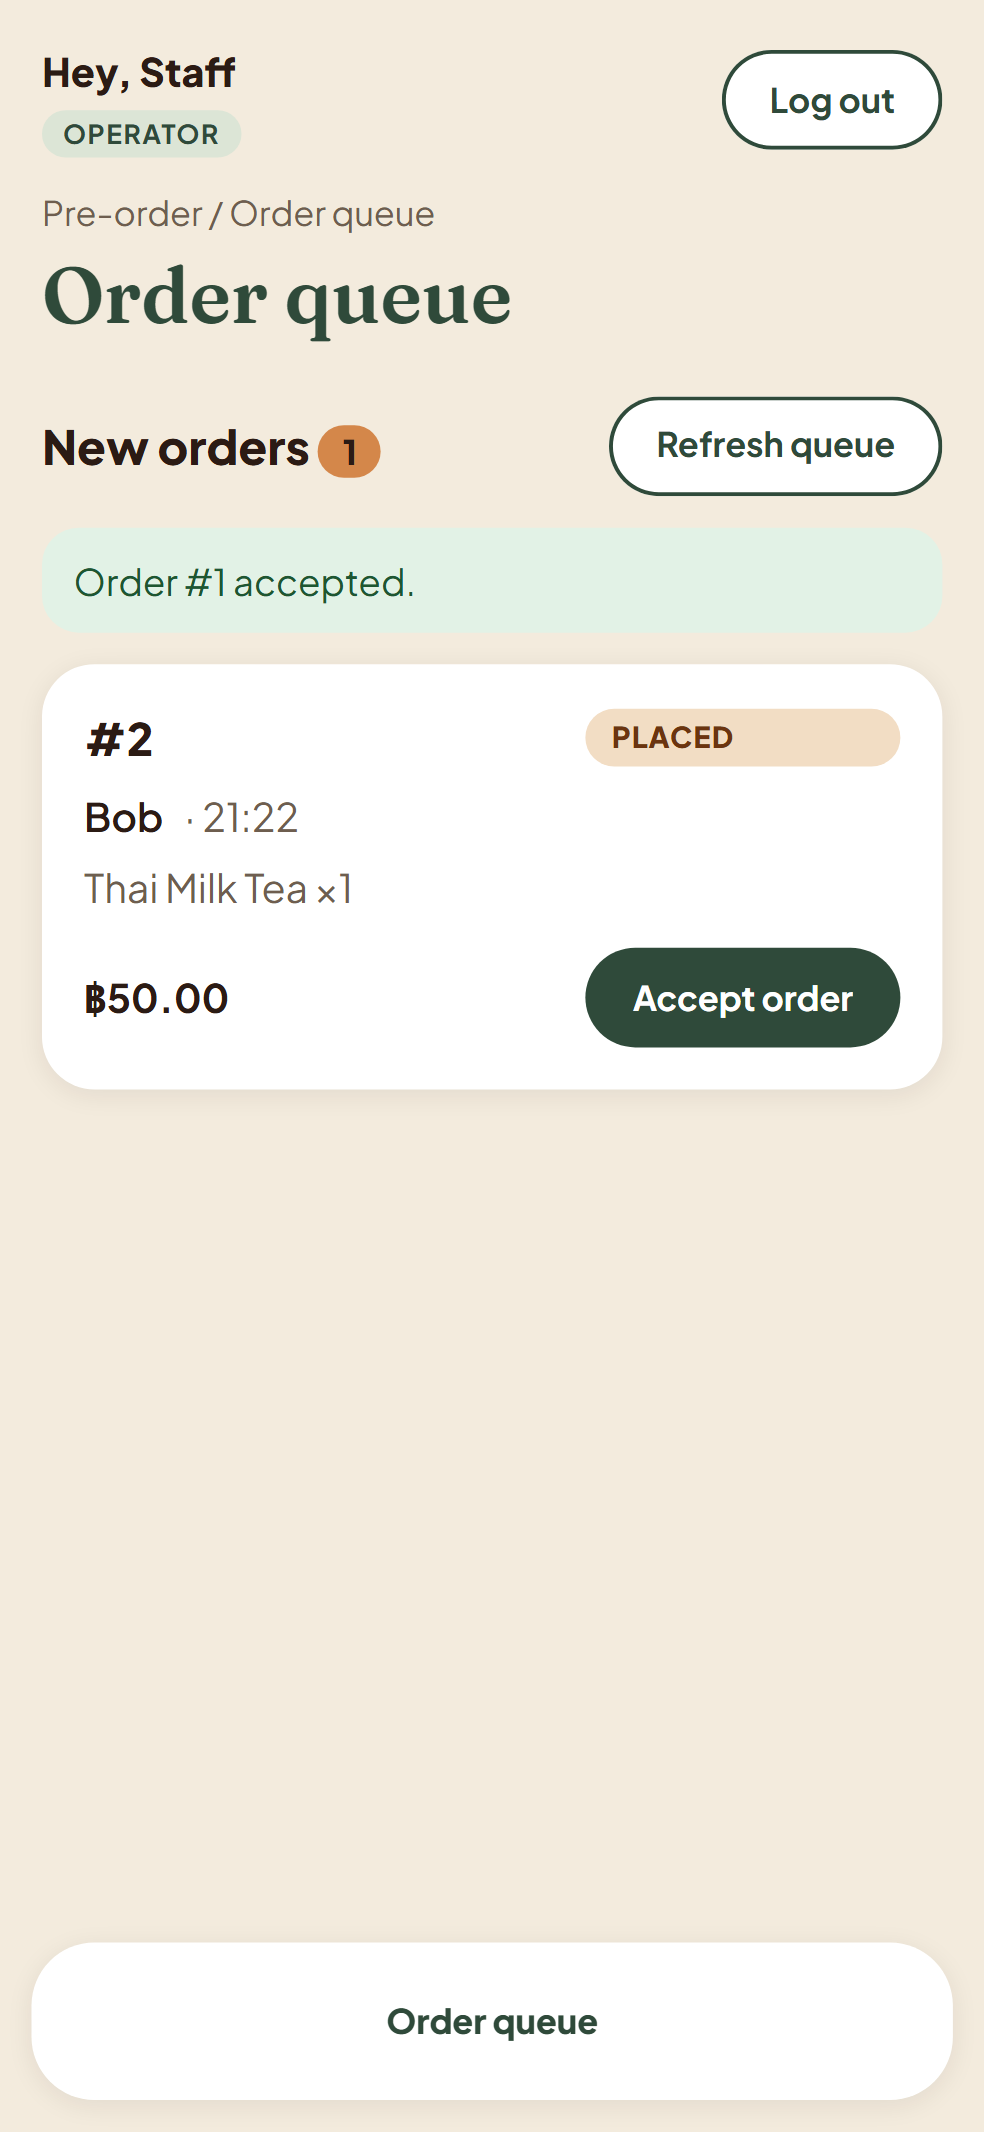 Hey, Staff
OPERATOR
Log out
Pre-order / Order queue
Order queue
New orders 1
Refresh queue
Order #1 accepted.
#2
PLACED
Bob · 21:22
Thai Milk Tea ×1
฿50.00
Accept order
Order queue